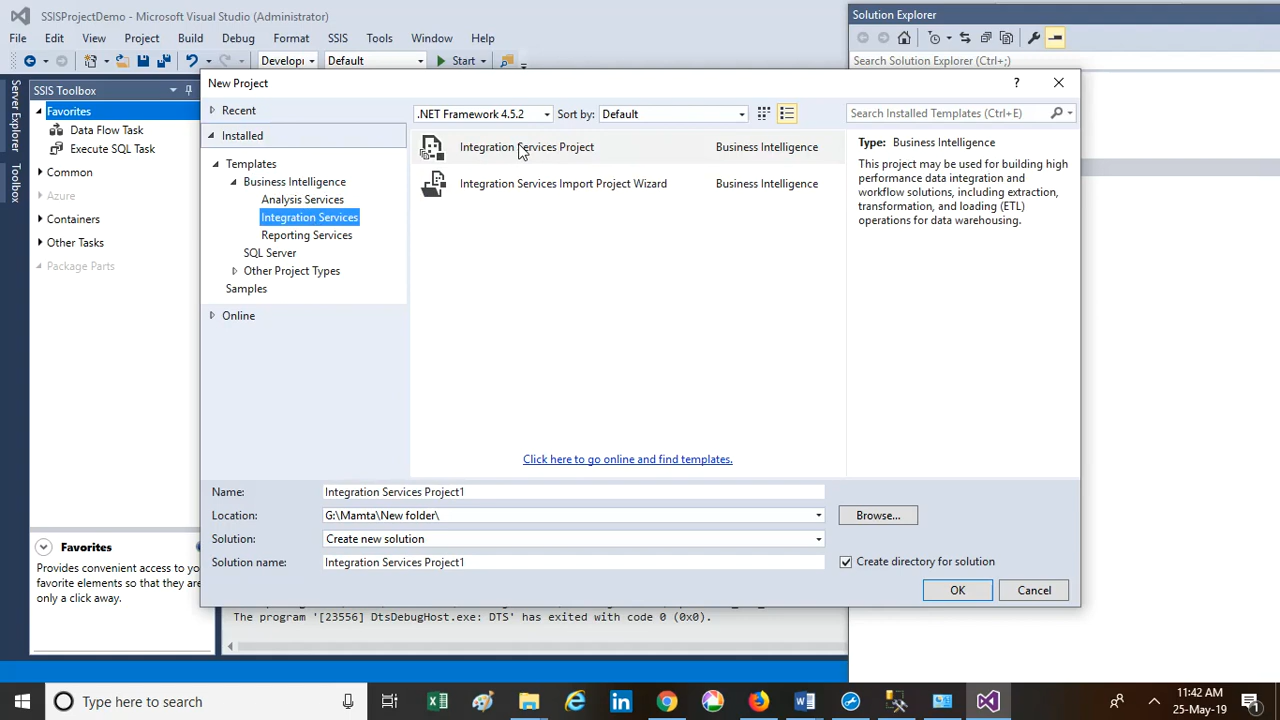 SSISProjectDemo - Microsoft Visual Studio (Administrator)
File Edit View Project Build Debug Format SSIS Tools Window Help
Develop Default Start
Solution Explorer
Search Solution Explorer (Ctrl+;)
Server Explorer
Toolbox
SSIS Toolbox
Favorites
Data Flow Task
Execute SQL Task
Common
Azure
Containers
Other Tasks
Package Parts
Favorites
Provides convenient access to yo
favorite elements so that they are
only a click away.
New Project
?
Recent
Installed
Templates
Business Intelligence
Analysis Services
Integration Services
Reporting Services
SQL Server
Other Project Types
Samples
Online
.NET Framework 4.5.2 Sort by: Default
Search Installed Templates (Ctrl+E)
Integration Services Project Business Intelligence
Integration Services Import Project Wizard Business Intelligence
Click here to go online and find templates.
Type: Business Intelligence
This project may be used for building high
performance data integration and
workflow solutions, including extraction,
transformation, and loading (ETL)
operations for data warehousing.
Name: Integration Services Project1
Location: G:\Mamta\New folder\ Browse...
Solution: Create new solution
Solution name: Integration Services Project1 Create directory for solution
OK Cancel
The program '[23556] DtsDebugHost.exe: DTS' has exited with code 0 (0x0).
Type here to search
11:42 AM
25-May-19
1